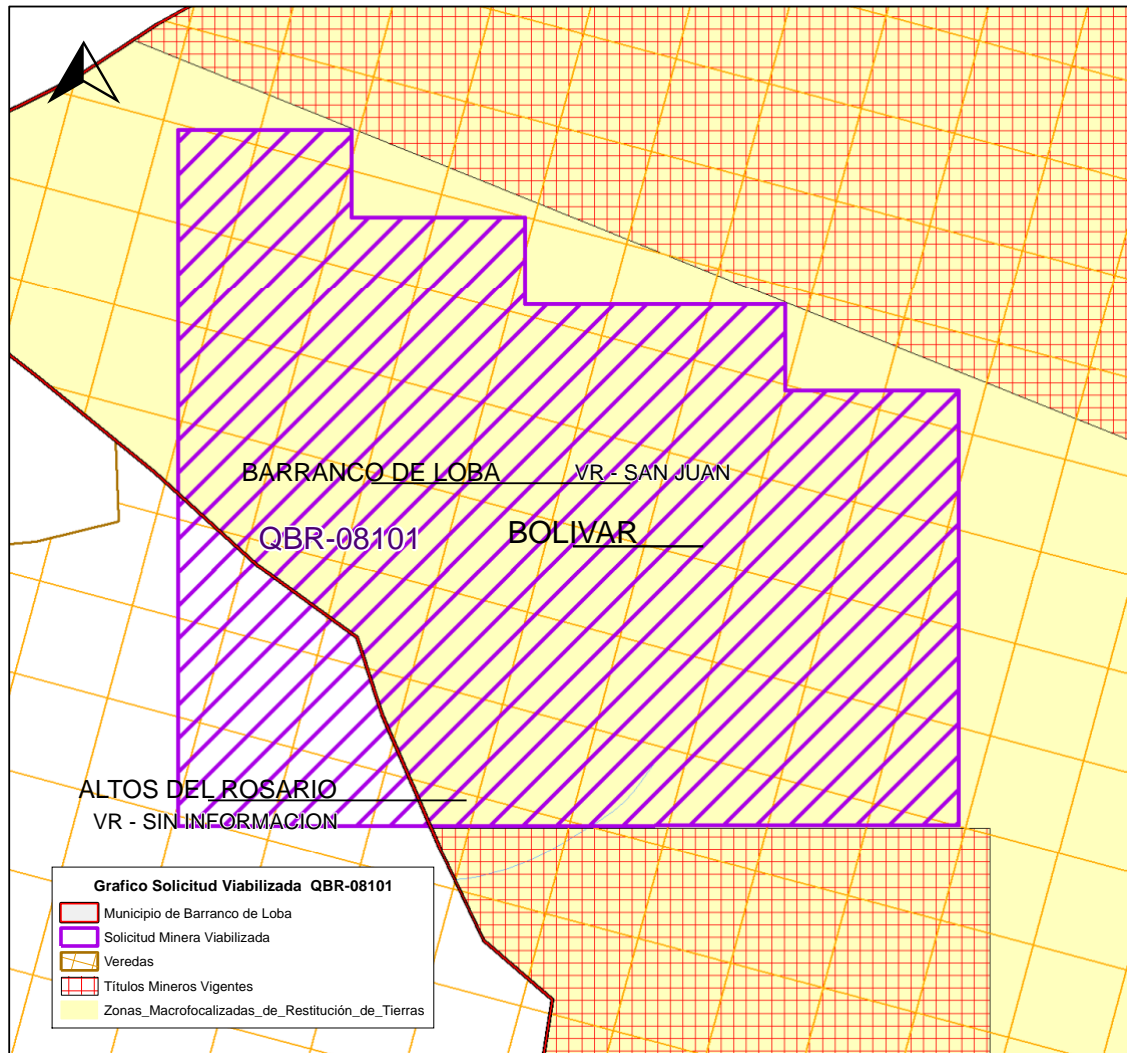 BARRANCO DE LOBA VR - SAN JUAN
QBR-08101 BOLIVAR
ALTOS DEL ROSARIO
VR - SIN INFORMACION
Grafico Solicitud Viabilizada QBR-08101
Municipio de Barranco de Loba
Solicitud Minera Viabilizada
Veredas
Títulos Mineros Vigentes
Zonas_Macrofocalizadas_de_Restitución_de_Tierras